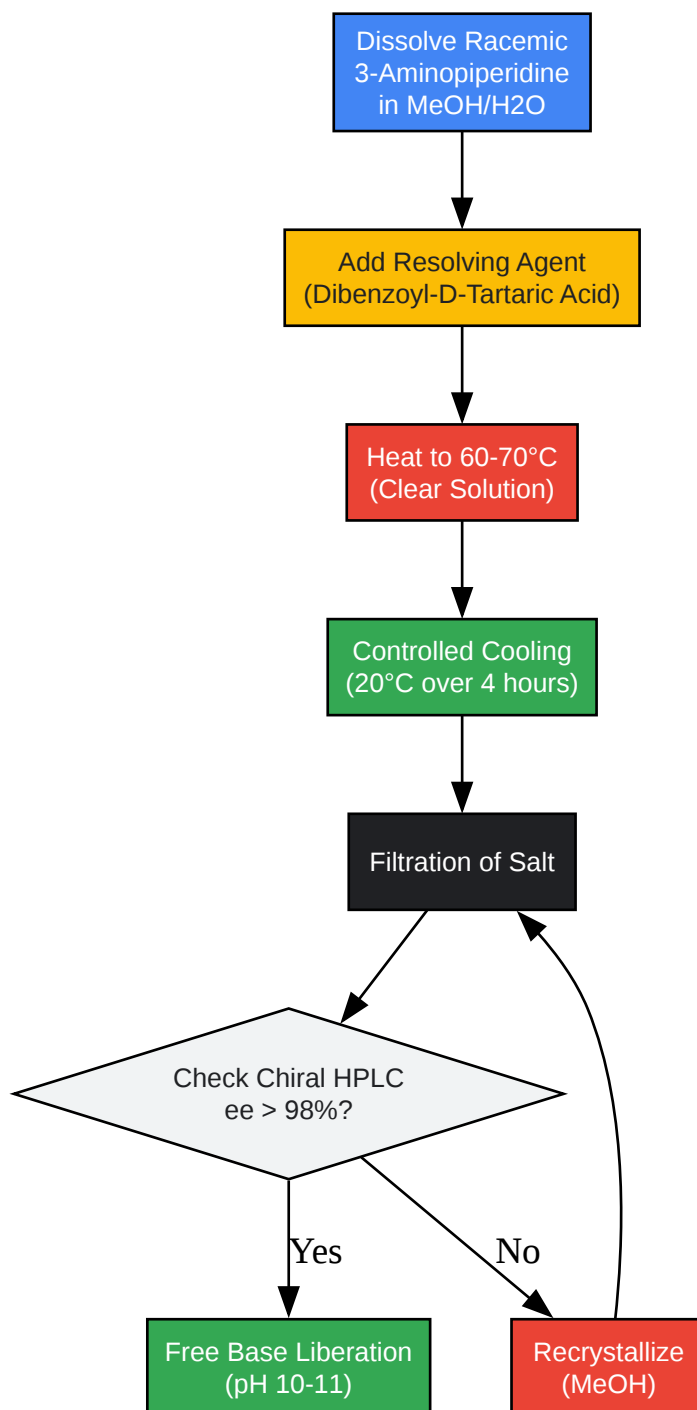 Dissolve Racemic
3-Aminopiperidine
in MeOH/H2O
Add Resolving Agent
(Dibenzoyl-D-Tartaric Acid)
Heat to 60-70°C
(Clear Solution)
Controlled Cooling
(20°C over 4 hours)
Filtration of Salt
Check Chiral HPLC
ee > 98%?
Yes
No
Free Base Liberation
(pH 10-11)
Recrystallize
(MeOH)